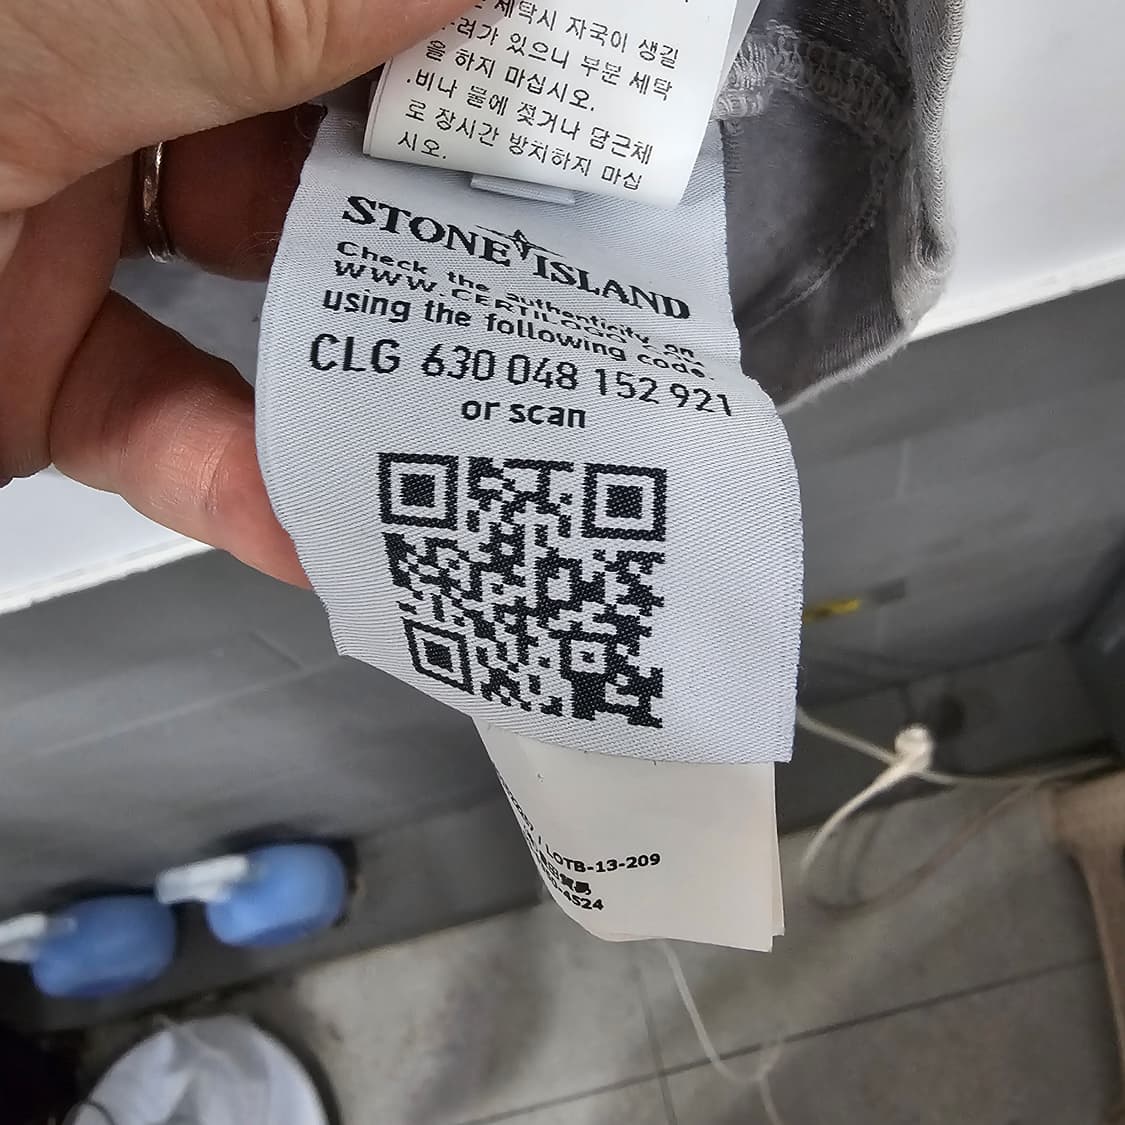 세탁시 자국이 생길
우려가 있으니 부분 세탁
을 하지 마십시오.
.비나 물에 젖거나 담근체
로 장시간 방치하지 마십
시오.
STONE ISLAND
Check the authenticity on
WWW.CERTILOGO
using the following code.
CLG 630 048 152 921
or scan
/ LOTB-13-209
貿易
-4524